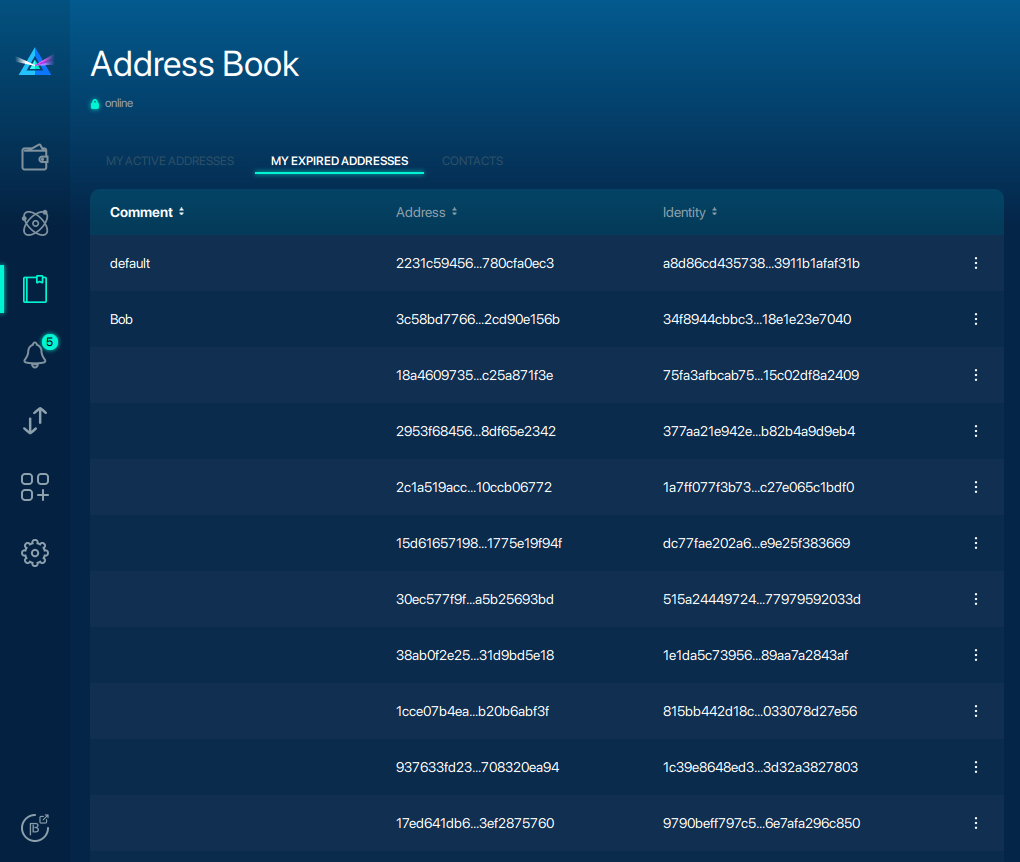 Address Book
online
MY ACTIVE ADDRESSES MY EXPIRED ADDRESSES CONTACTS
Comment Address Identity
default 2231c59456...780cfa0ec3 a8d86cd435738...3911b1afaf31b
Bob 3c58bd7766...2cd90e156b 34f8944cbbc3...18e1e23e7040
18a4609735...c25a871f3e 75fa3afbcab75...15c02df8a2409
2953f68456...8df65e2342 377aa21e942e...b82b4a9d9eb4
5
2c1a519acc...10ccb06772 1a7ff077f3b73...c27e065c1bdf0
15d61657198...1775e19f94f dc77fae202a6...e9e25f383669
30ec577f9f...a5b25693bd 515a24449724...77979592033d
38ab0f2e25...31d9bd5e18 1e1da5c73956...89aa7a2843af
1cce07b4ea...b20b6abf3f 815bb442d18c...033078d27e56
937633fd23...708320ea94 1c39e8648ed3...3d32a3827803
17ed641db6...3ef2875760 9790beff797c5...6e7afa296c850